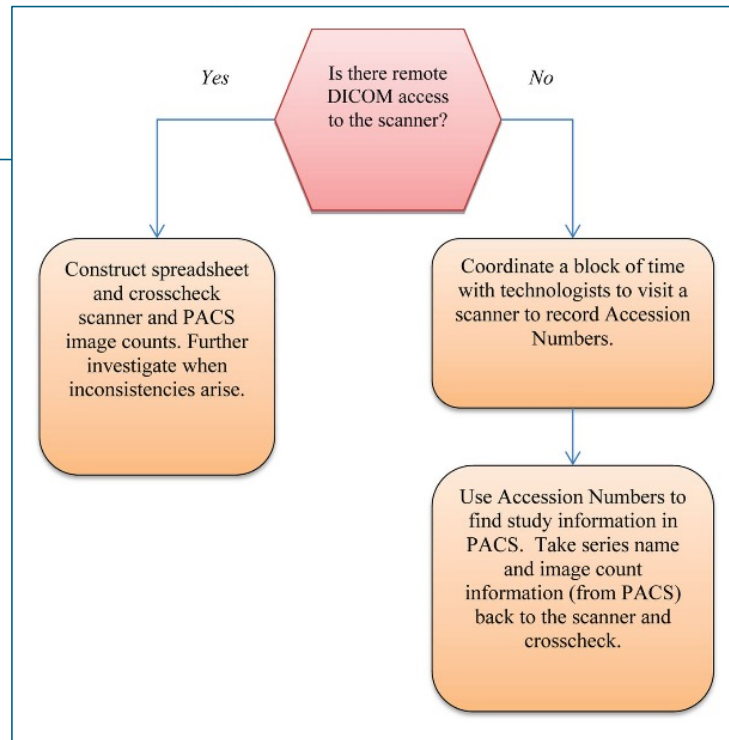 Yes
Is there remote
DICOM access
to the scanner?
No
Construct spreadsheet
and crosscheck
scanner and PACS
image counts. Further
investigate when
inconsistencies arise.
Coordinate a block of time
with technologists to visit a
scanner to record Accession
Numbers.
Use Accession Numbers to
find study information in
PACS.  Take series name
and image count
information (from PACS)
back to the scanner and
crosscheck.